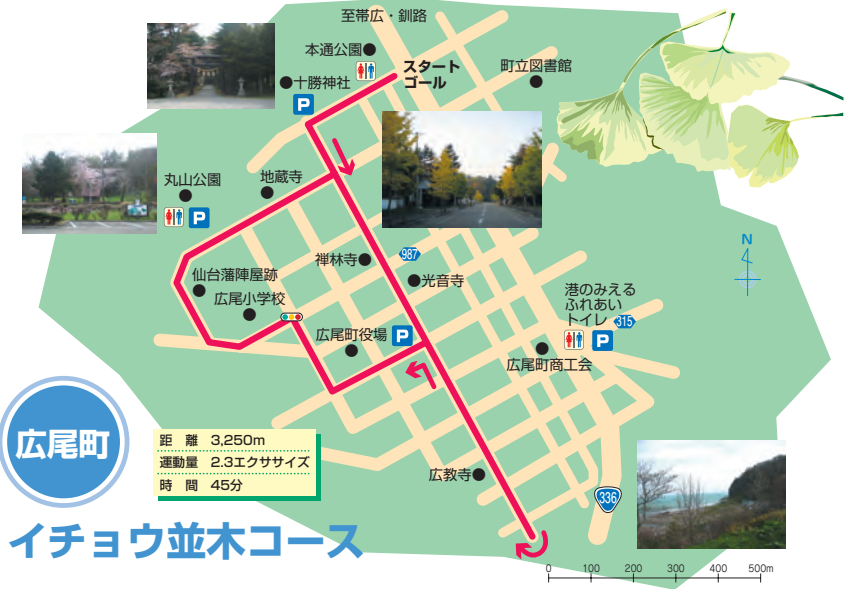 至帯広・釧路
本通公園
スタート
ゴール
町立図書館
十勝神社
P
丸山公園
P
地蔵寺
禅林寺
987
光音寺
仙台藩陣屋跡
広尾小学校
広尾町役場
P
港のみえる
ふれあい
トイレ
315
P
広尾町商工会
N
広尾町
距 離 3,250m
運動量 2.3エクササイズ
時 間 45分
広教寺
336
イチョウ並木コース
0 100 200 300 400 500m